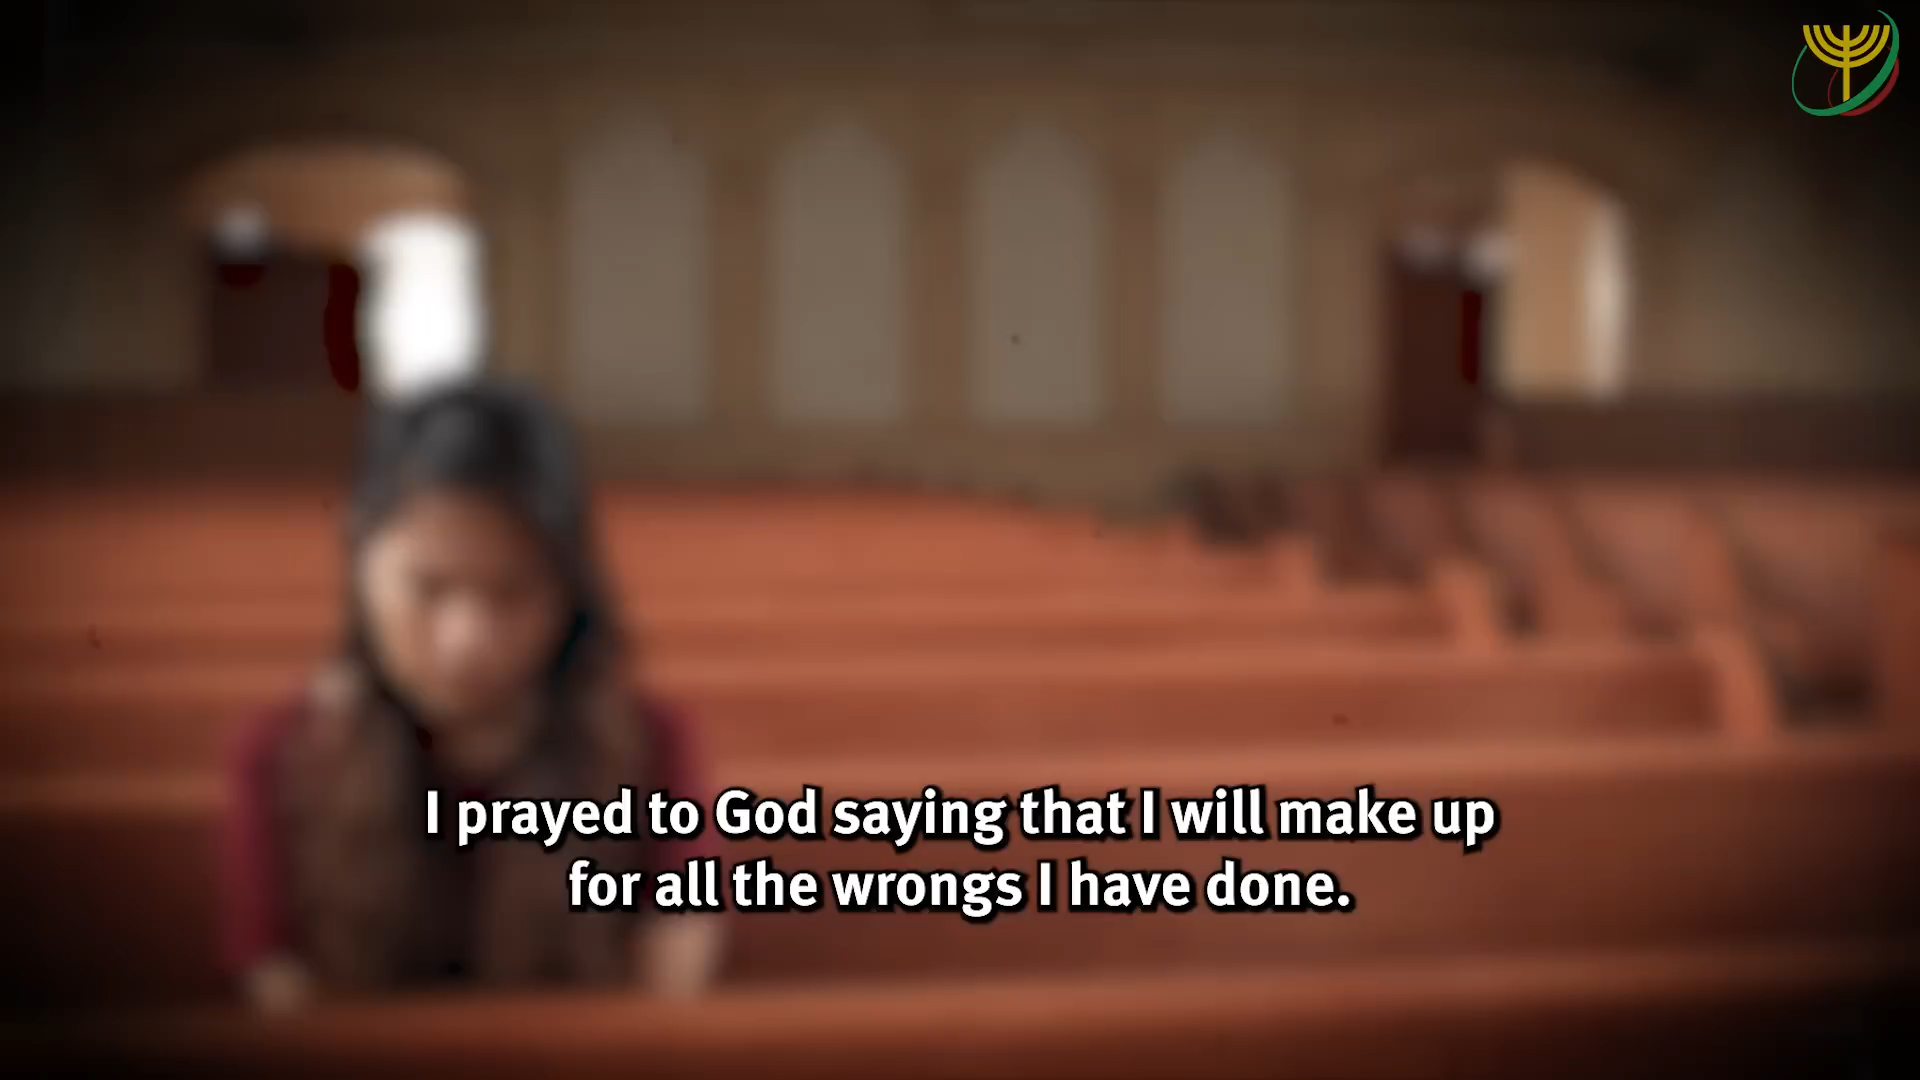 I prayed to God saying that I will make up
for all the wrongs I have done.